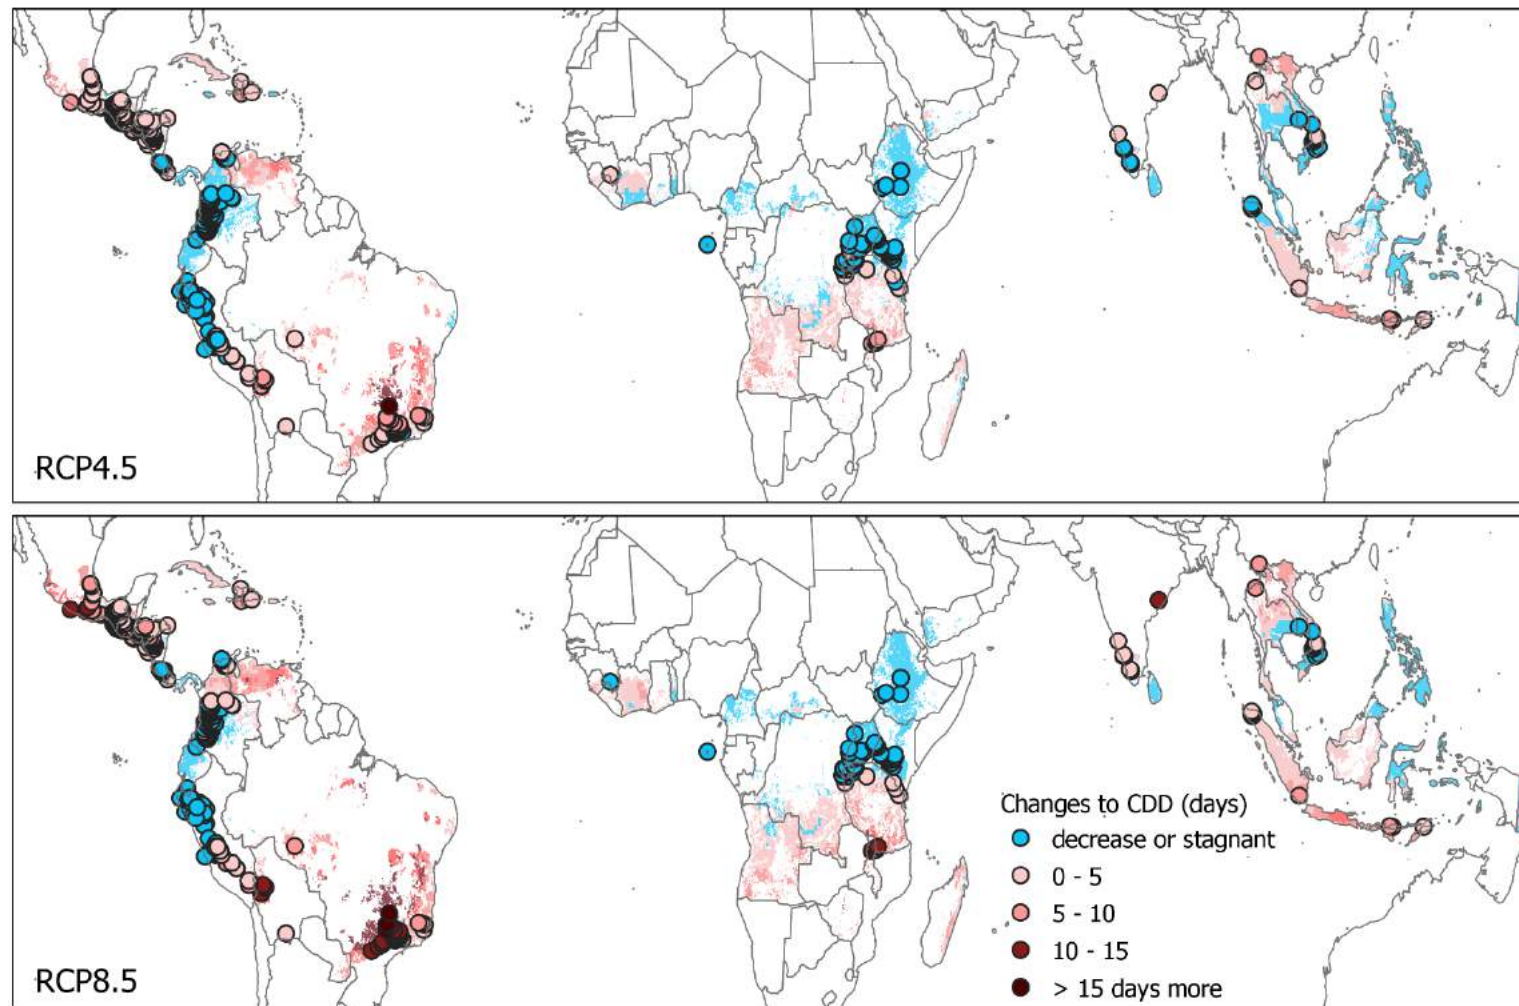 RCP4.5
RCP8.5
Changes to CDD (days)
decrease or stagnant
0 - 5
5 - 10
10 - 15
> 15 days more